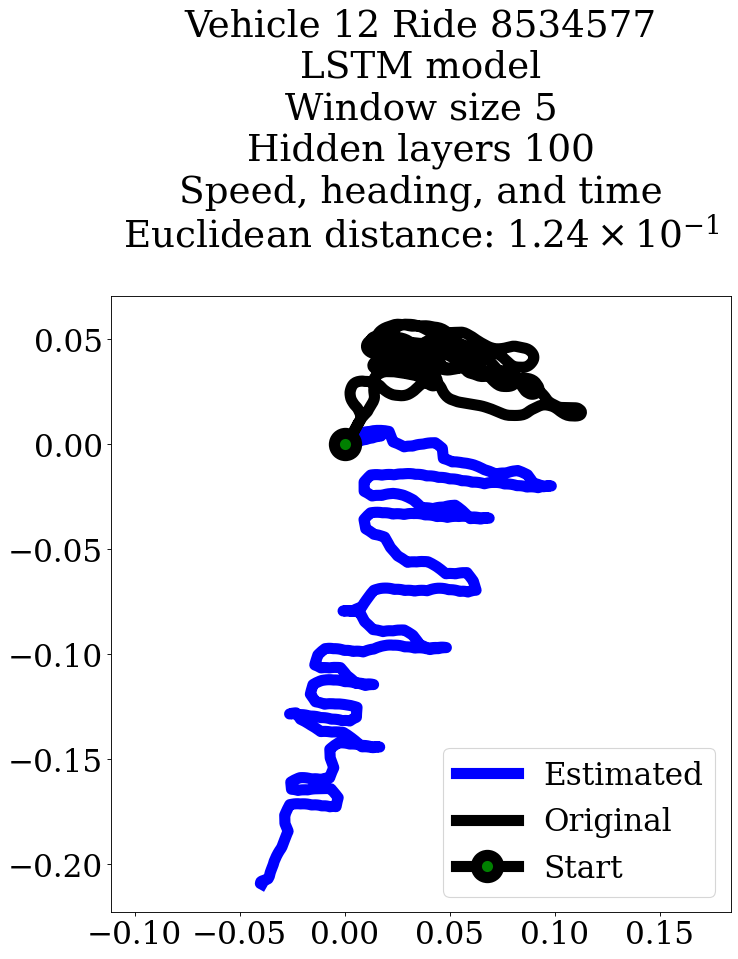 Vehicle 12 Ride 8534577
LSTM model
Window size 5
Hidden layers 100
Speed, heading, and time
Euclidean distance: 1.24 × 10⁻¹
0.05
0.00
−0.05
−0.10
−0.15
−0.20
Estimated
Original
Start
−0.10 −0.05 0.00 0.05 0.10 0.15